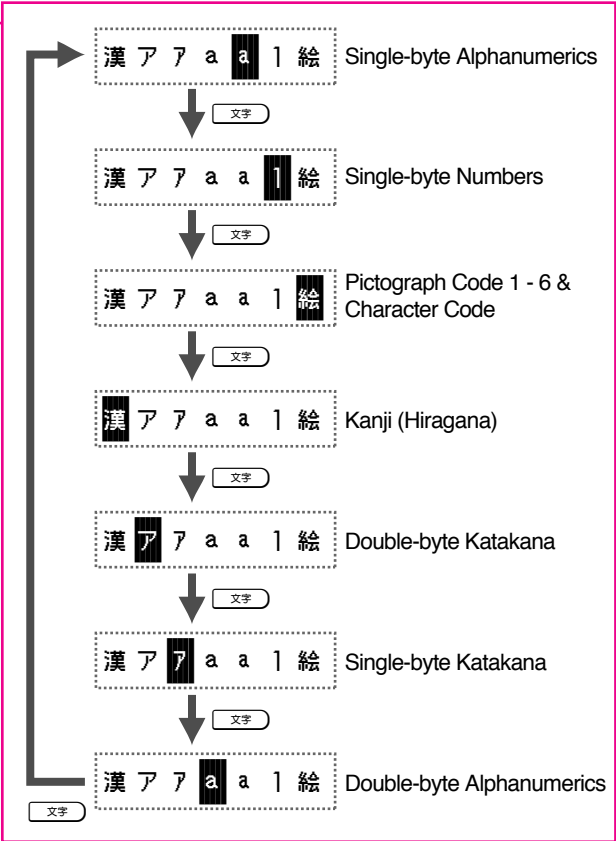 漢 ア ｱ a a 1 絵 Single-byte Alphanumerics
文字
漢 ア ｱ a a 1 絵 Single-byte Numbers
文字
漢 ア ｱ a a 1 絵 Pictograph Code 1 - 6 &
Character Code
文字
漢 ア ｱ a a 1 絵 Kanji (Hiragana)
文字
漢 ア ｱ a a 1 絵 Double-byte Katakana
文字
漢 ア ｱ a a 1 絵 Single-byte Katakana
文字
漢 ア ｱ a a 1 絵 Double-byte Alphanumerics
文字